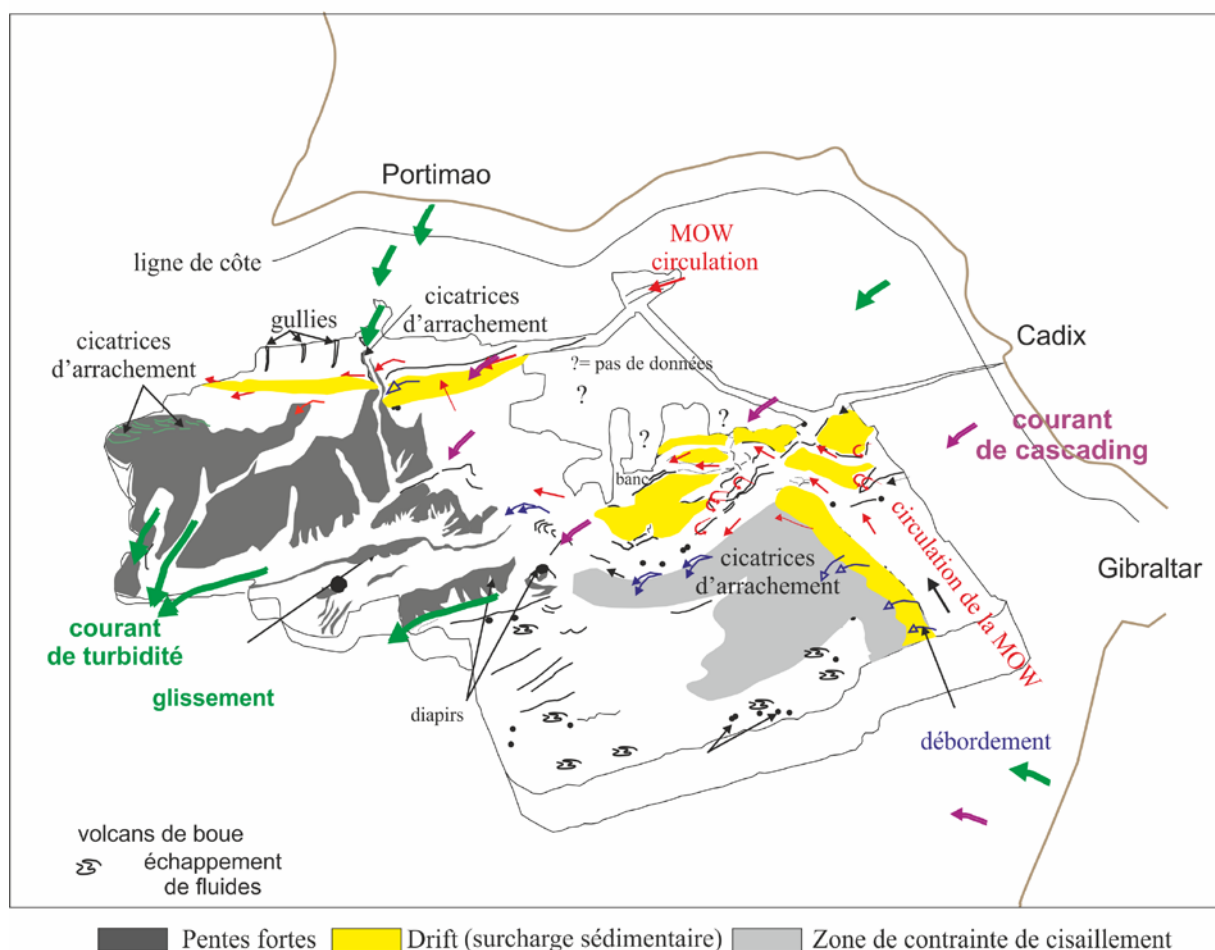 Portimao
ligne de côte
MOW
circulation
cicatrices
d'arrachement
gullies
cicatrices
d'arrachement
?= pas de données
?
?
?
Cadix
courant
de cascading
banc
circulation de la MOW
Gibraltar
cicatrices
d'arrachement
courant
de turbidité
glissement
diapirs
débordement
volcans de boue
échappement
de fluides
Pentes fortes
Drift (surcharge sédimentaire)
Zone de contrainte de cisaillement